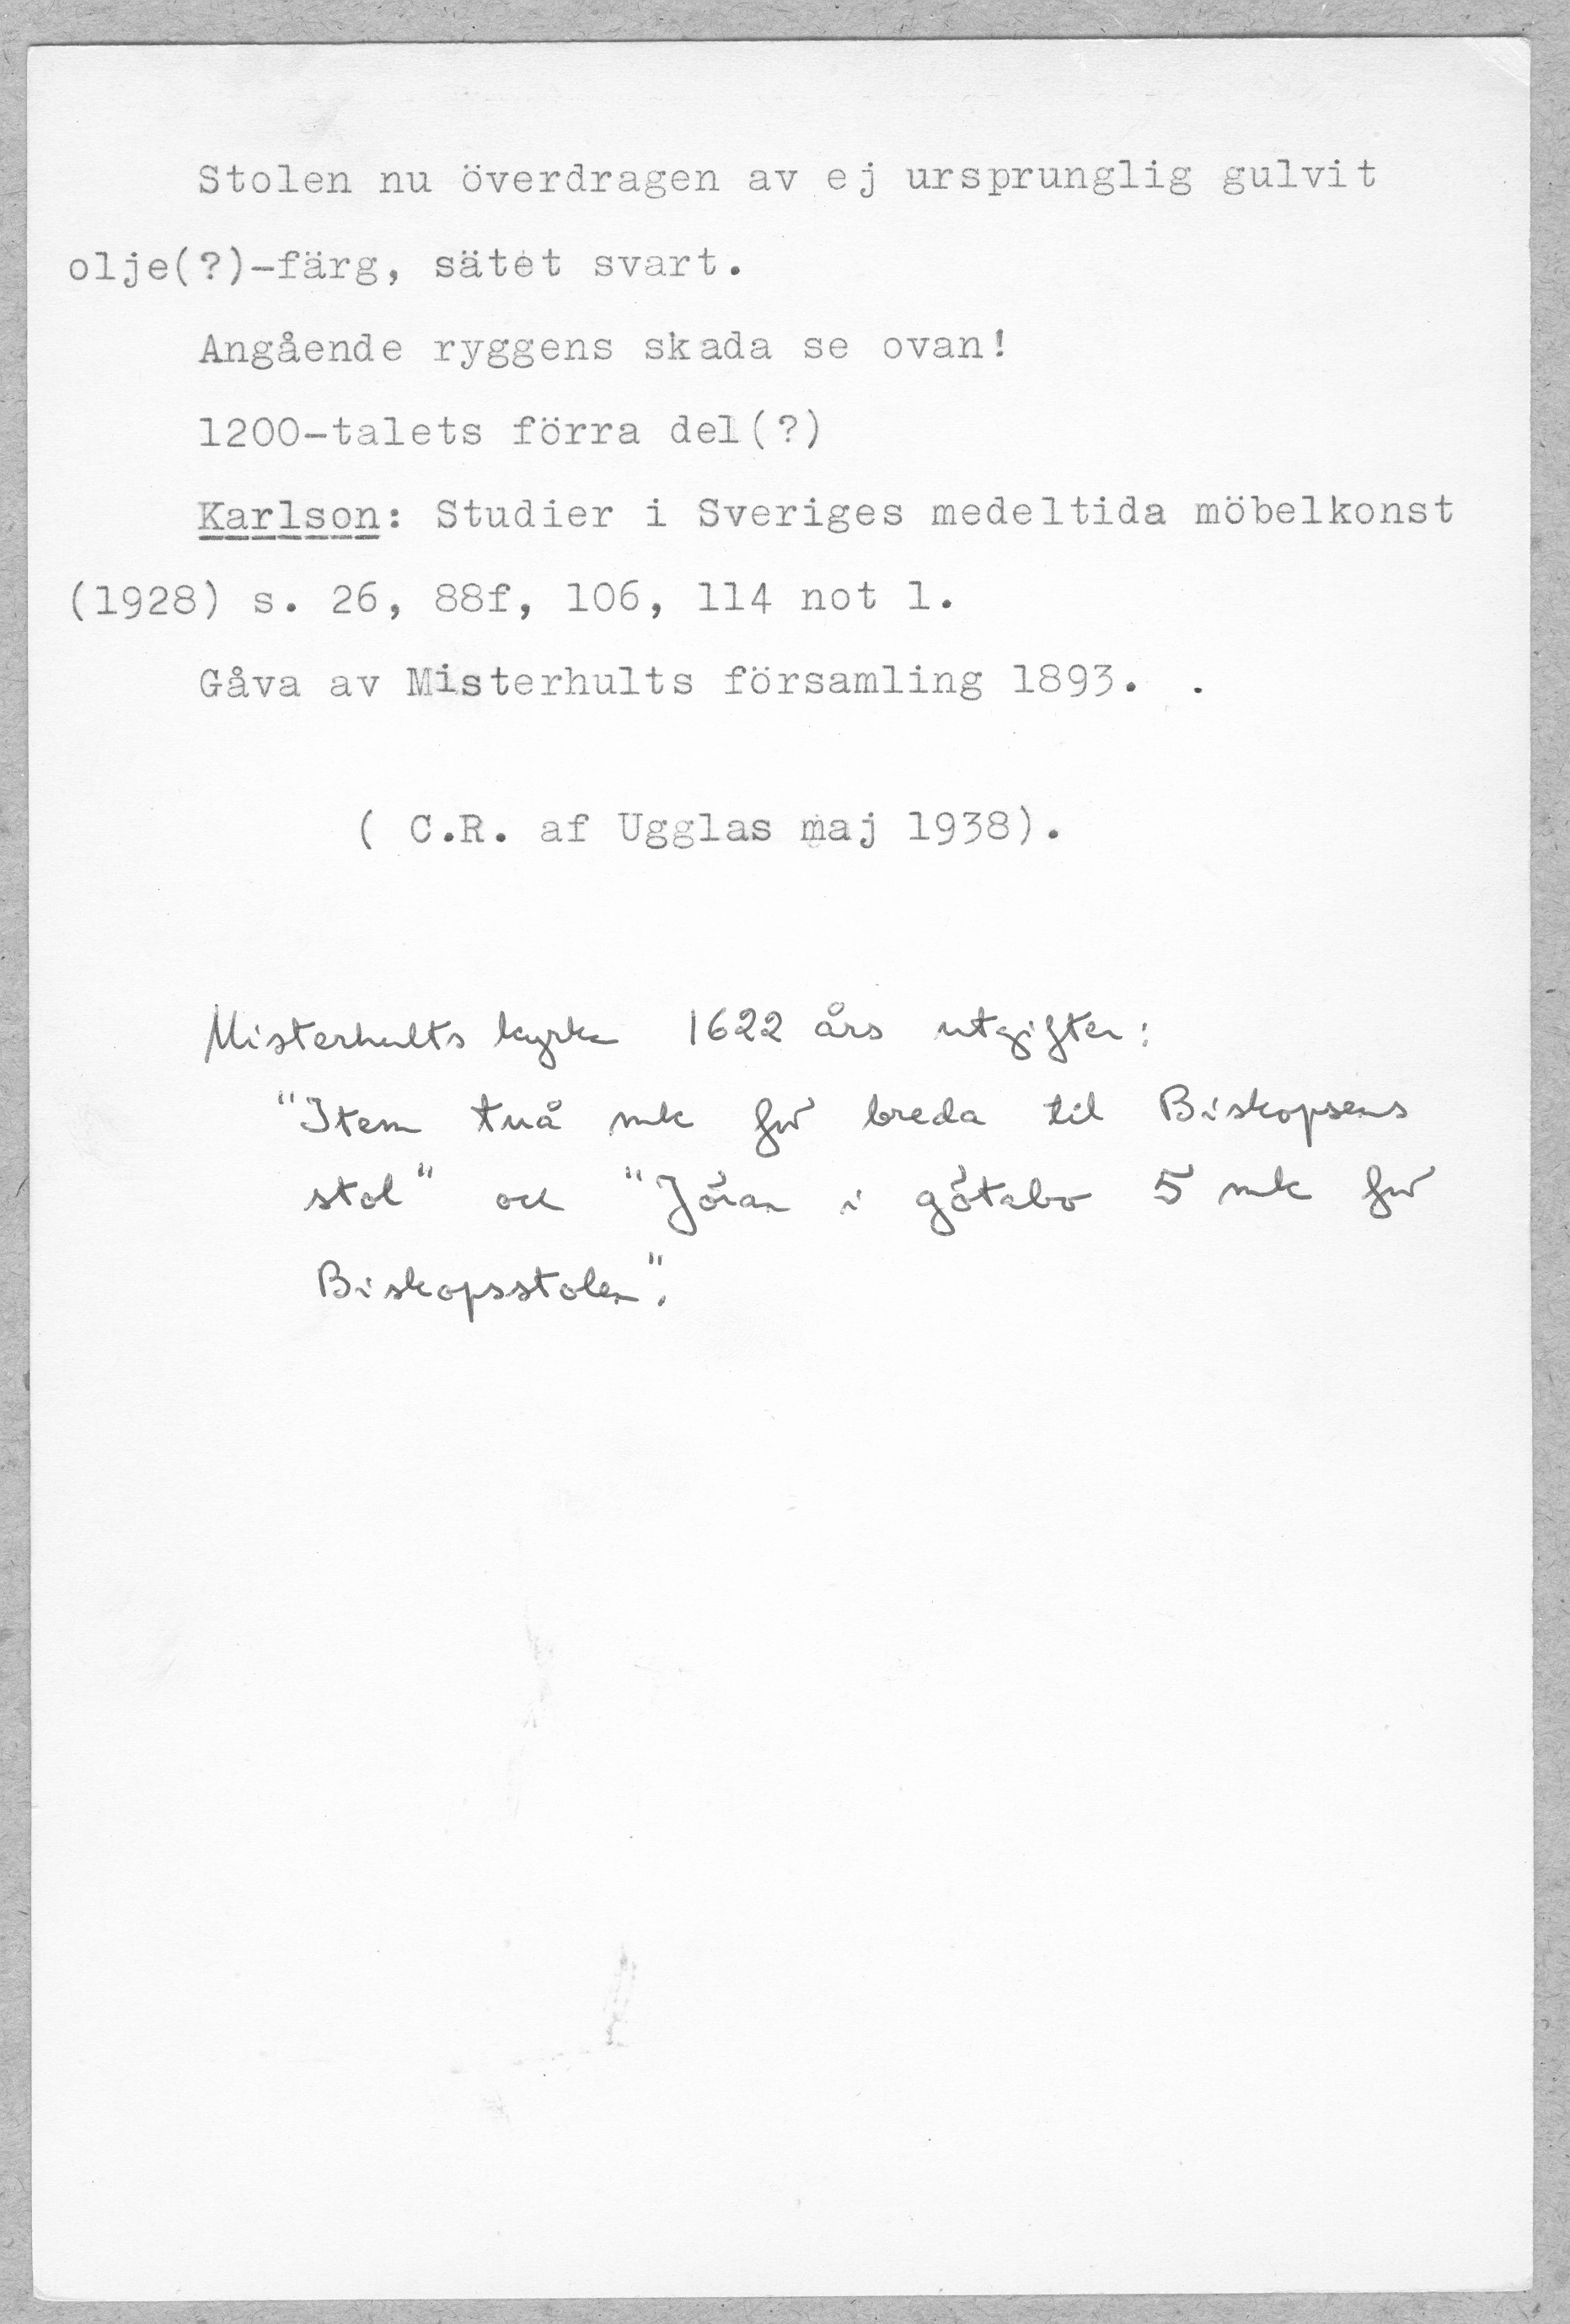 Stolen nu överdragen av ej ursprunglig gulvit
olje(?)-färg, sätet svart.
Angående ryggens skada se ovan!
1200-talets förra del(?)
Karlson: Studier i Sveriges medeltida möbelkonst
(1928) s. 26, 88f, 106, 114 not 1.
Gåva av Misterhults församling 1893. .
( C.R. af Ugglas maj 1938).
Misterhults kyrka 1622 års utgifter:
"Item tuå mk för breda til Biskopsens
stol" och "Jöran i götebo 5 mk för
Biskopsstolen".